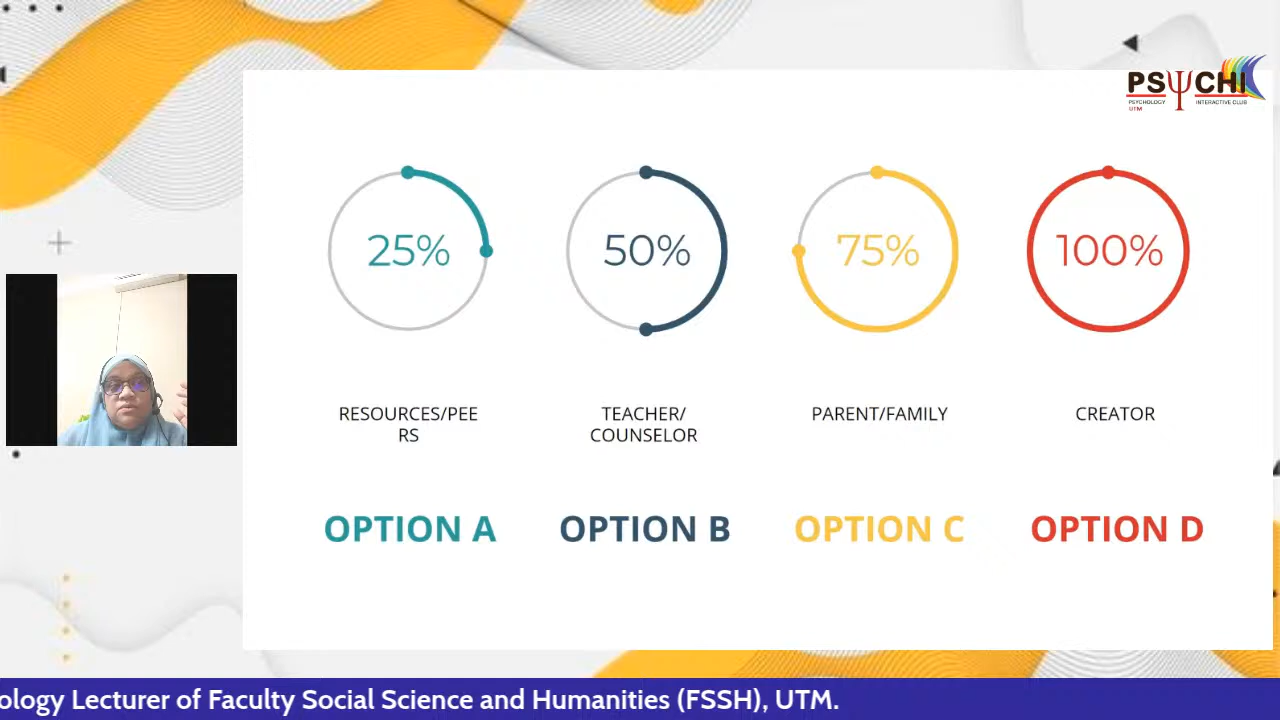 PSΨCHI
PSYCHOLOGY INTERACTIVE CLUB
UTM
25%
50%
75%
100%
RESOURCES/PEE
RS
TEACHER/
COUNSELOR
PARENT/FAMILY
CREATOR
OPTION A
OPTION B
OPTION C
OPTION D
ology Lecturer of Faculty Social Science and Humanities (FSSH), UTM.